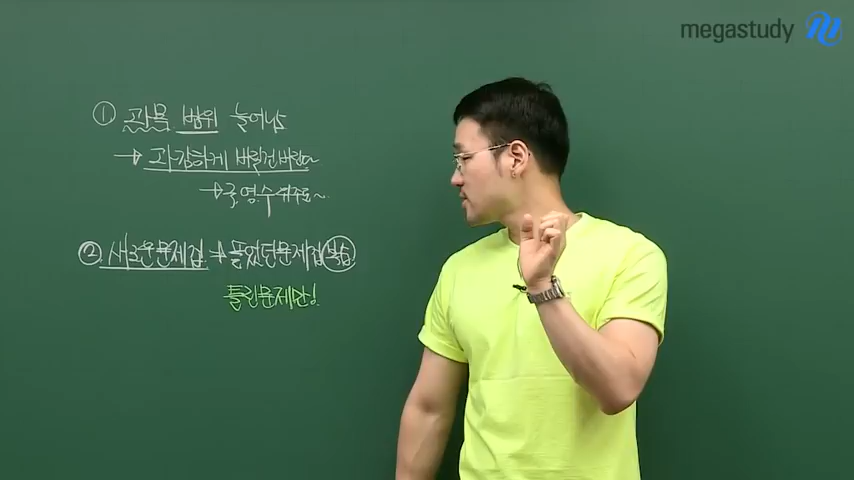 megastudy
① 과목 범위 늘어남
→ 과감하게 버릴건 버린다~
→ 국.영.수 위주로~
② 새로운 문제집 → 풀었던 문제집 복습
틀린 문제만!